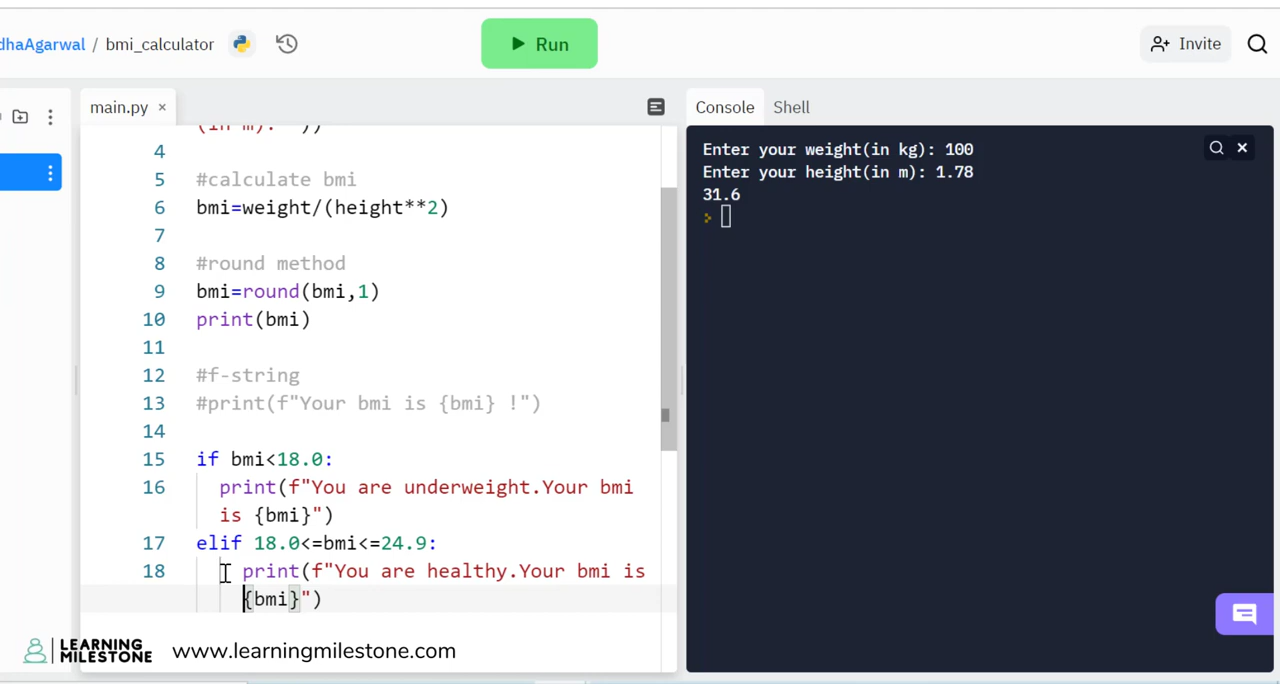 dhaAgarwal / bmi_calculator
Run
Invite
main.py ×
Console Shell
4
5 #calculate bmi
6 bmi=weight/(height**2)
7
8 #round method
9 bmi=round(bmi,1)
10 print(bmi)
11
12 #f-string
13 #print(f"Your bmi is {bmi} !")
14
15 if bmi<18.0:
16 print(f"You are underweight.Your bmi
is {bmi}")
17 elif 18.0<=bmi<=24.9:
18 print(f"You are healthy.Your bmi is
{bmi}")
Enter your weight(in kg): 100
Enter your height(in m): 1.78
31.6
>
LEARNING
MILESTONE
www.learningmilestone.com